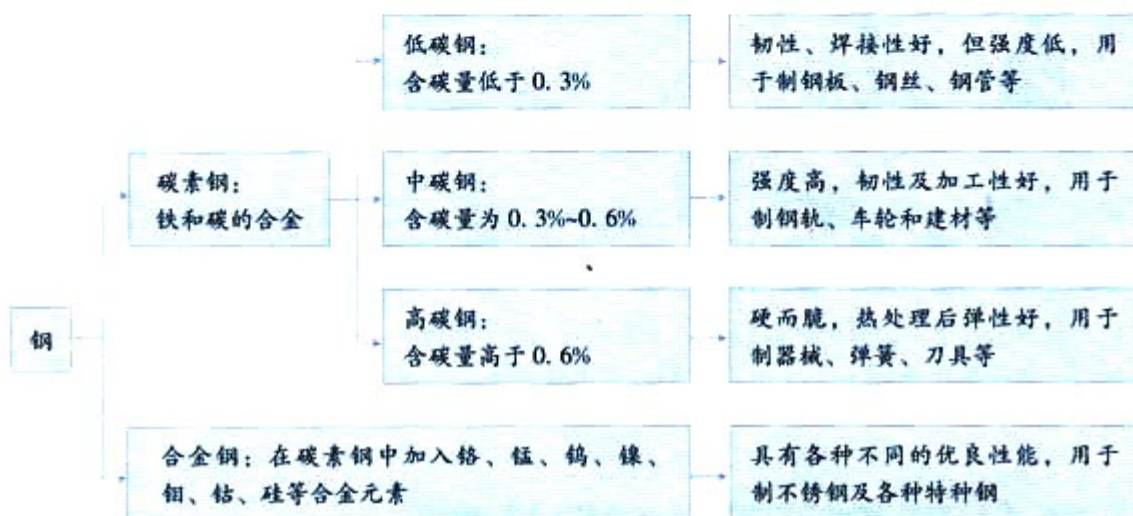 低碳钢：
含碳量低于 0.3%
韧性、焊接性好，但强度低，用
于制钢板、钢丝、钢管等
碳素钢：
铁和碳的合金
中碳钢：
含碳量为 0.3%~0.6%
强度高，韧性及加工性好，用于
制钢轨、车轮和建材等
钢
高碳钢：
含碳量高于 0.6%
硬而脆，热处理后弹性好，用于
制器械、弹簧、刀具等
合金钢：在碳素钢中加入铬、锰、钨、镍、
钼、钴、硅等合金元素
具有各种不同的优良性能，用于
制不锈钢及各种特种钢